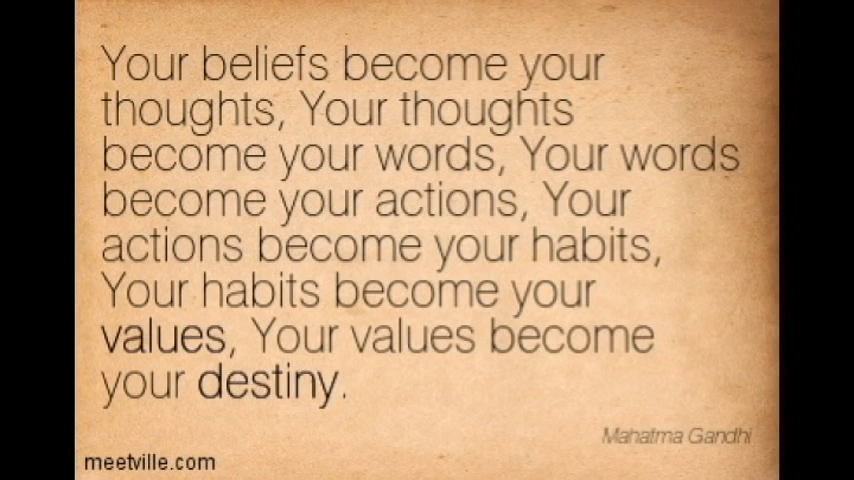 Your beliefs become your
thoughts, Your thoughts
become your words, Your words
become your actions, Your
actions become your habits,
Your habits become your
values, Your values become
your destiny.
Mahatma Gandhi
meetville.com